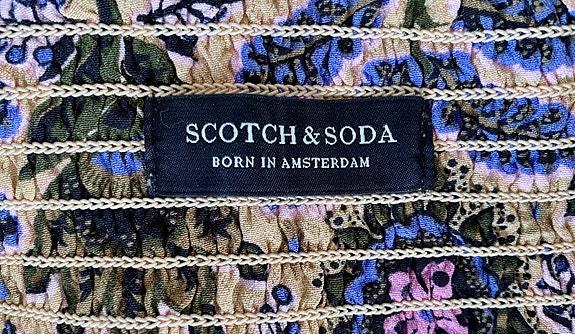 SCOTCH & SODA
BORN IN AMSTERDAM